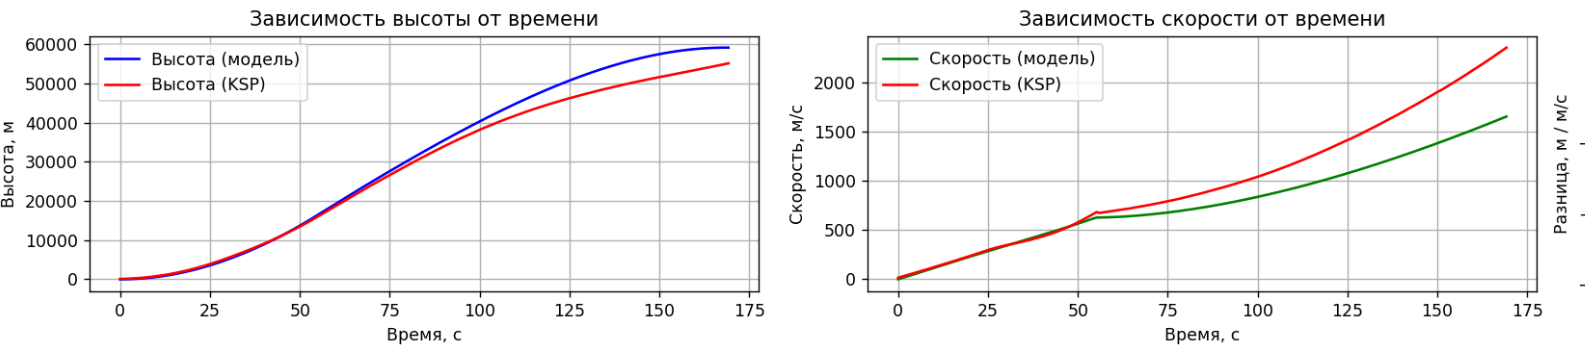 Зависимость высоты от времени
60000
50000
40000
30000
20000
10000
0
Высота, м
Высота (модель)
Высота (KSP)
0 25 50 75 100 125 150 175
Время, с
Зависимость скорости от времени
2000
1500
1000
500
0
Скорость, м/с
Скорость (модель)
Скорость (KSP)
0 25 50 75 100 125 150 175
Время, с
Разница, м / м/с